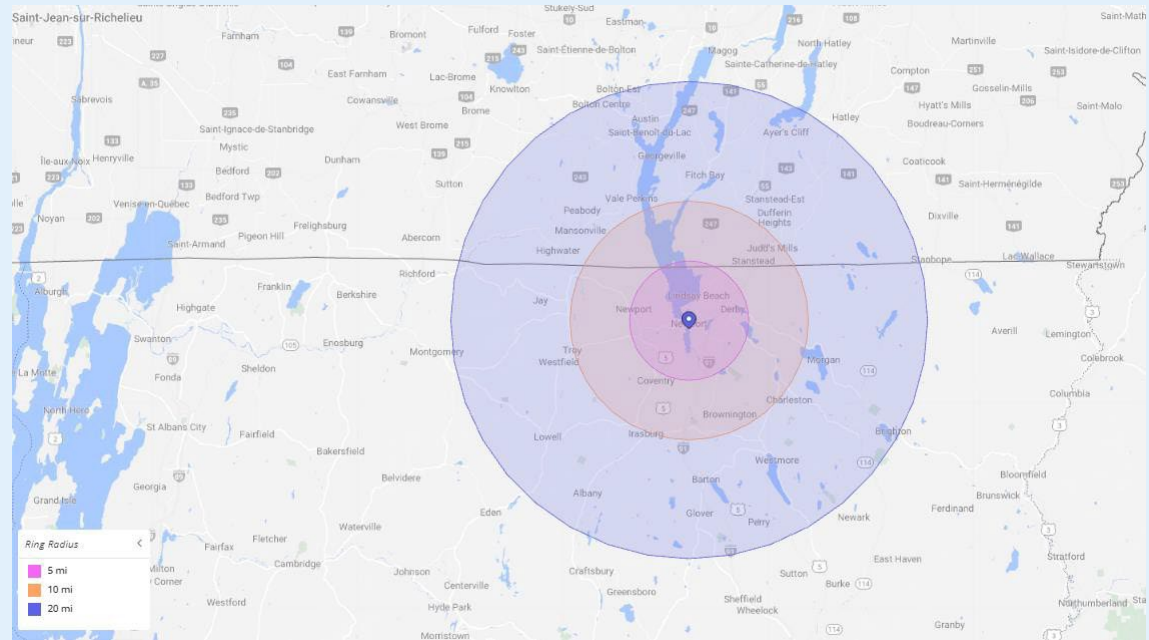 Stukely-Sud
Saint-Jean-sur-Richelieu
Eastman
Saint-Math
Farnham
Bromont
Fulford
Foster
Saint-Étienne-de-Bolton
Magog
North Hatley
Martinville
Saint-Isidore-de-Clifton
East Farnham
Lac-Brome
Knowlton
Sainte-Catherine-de-Hatley
Compton
Gosselin-Mills
Sabrevois
Cowansville
Brome
Bolton Est
Bolton Centre
Hatley
Hyatt's Mills
Saint-Malo
Saint-Ignace-de-Stanbridge
West Brome
Austin
Saint-Benoît-du-Lac
Ayer's Cliff
Boudreau-Corners
Mystic
Île-aux-Noix
Henryville
Bedford
Dunham
Georgeville
Coaticook
Sutton
Fitch Bay
Saint-Herménégilde
Noyan
Venise-en-Québec
Bedford Twp
Vale Perkins
Stanstead-Est
Peabody
Dufferin
Heights
Dixville
Saint-Armand
Pigeon Hill
Frelighsburg
Abercorn
Mansonville
Highwater
Judd's Mills
Stanstead
Stanhope
Lac-Wallace
Stewartstown
Richford
Alburgh
Franklin
Berkshire
Jay
Lindsay Beach
Newport
Derby
Newport
Highgate
Averill
Lemington
Swanton
Enosburg
Montgomery
Troy
Westfield
Morgan
Colebrook
La Motte
Fonda
Sheldon
Coventry
Charleston
Columbia
North Hero
St Albans City
Fairfield
Lowell
Irasburg
Brownington
Brighton
Bakersfield
Westmore
Bloomfield
Georgia
Belvidere
Albany
Barton
Brunswick
Grand Isle
Eden
Glover
Perry
Newark
Ferdinand
Waterville
Fairfax
Fletcher
Cambridge
Johnson
Craftsbury
East Haven
Stratford
Milton
Corner
Centerville
Greensboro
Sutton
Burke
Westford
Hyde Park
Sheffield
Wheelock
Northumberland
Sta
Morristown
Granby
Ring Radius
5 mi
10 mi
20 mi